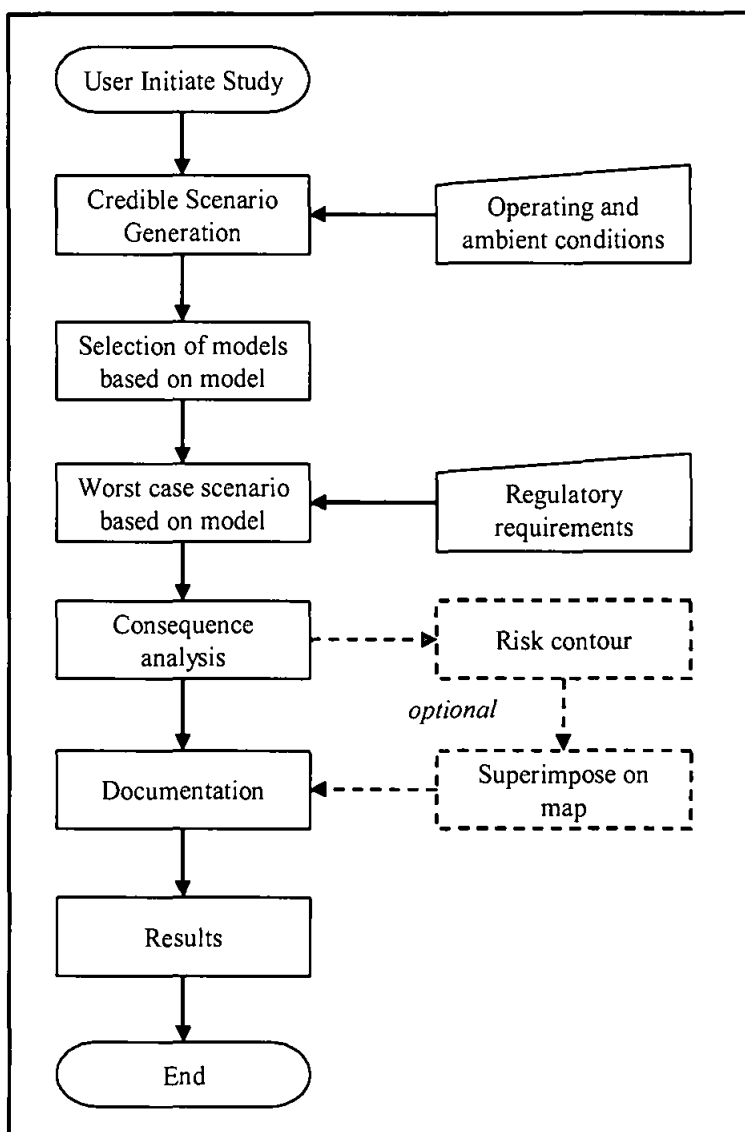 User Initiate Study
Credible Scenario
Generation
Operating and
ambient conditions
Selection of models
based on model
Worst case scenario
based on model
Regulatory
requirements
Consequence
analysis
Risk contour
optional
Documentation
Superimpose on
map
Results
End